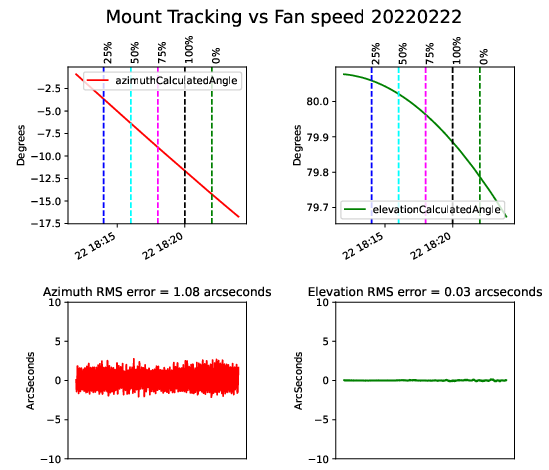 Mount Tracking vs Fan speed 20220222
25% 50% 75% 100% 0%
25% 50% 75% 100% 0%
azimuthCalculatedAngle
elevationCalculatedAngle
Degrees
−2.5
−5.0
−7.5
−10.0
−12.5
−15.0
−17.5
22 18:15 22 18:20
Degrees
80.0
79.9
79.8
79.7
22 18:15 22 18:20
Azimuth RMS error = 1.08 arcseconds
ArcSeconds
10
5
0
−5
−10
Elevation RMS error = 0.03 arcseconds
ArcSeconds
10
5
0
−5
−10